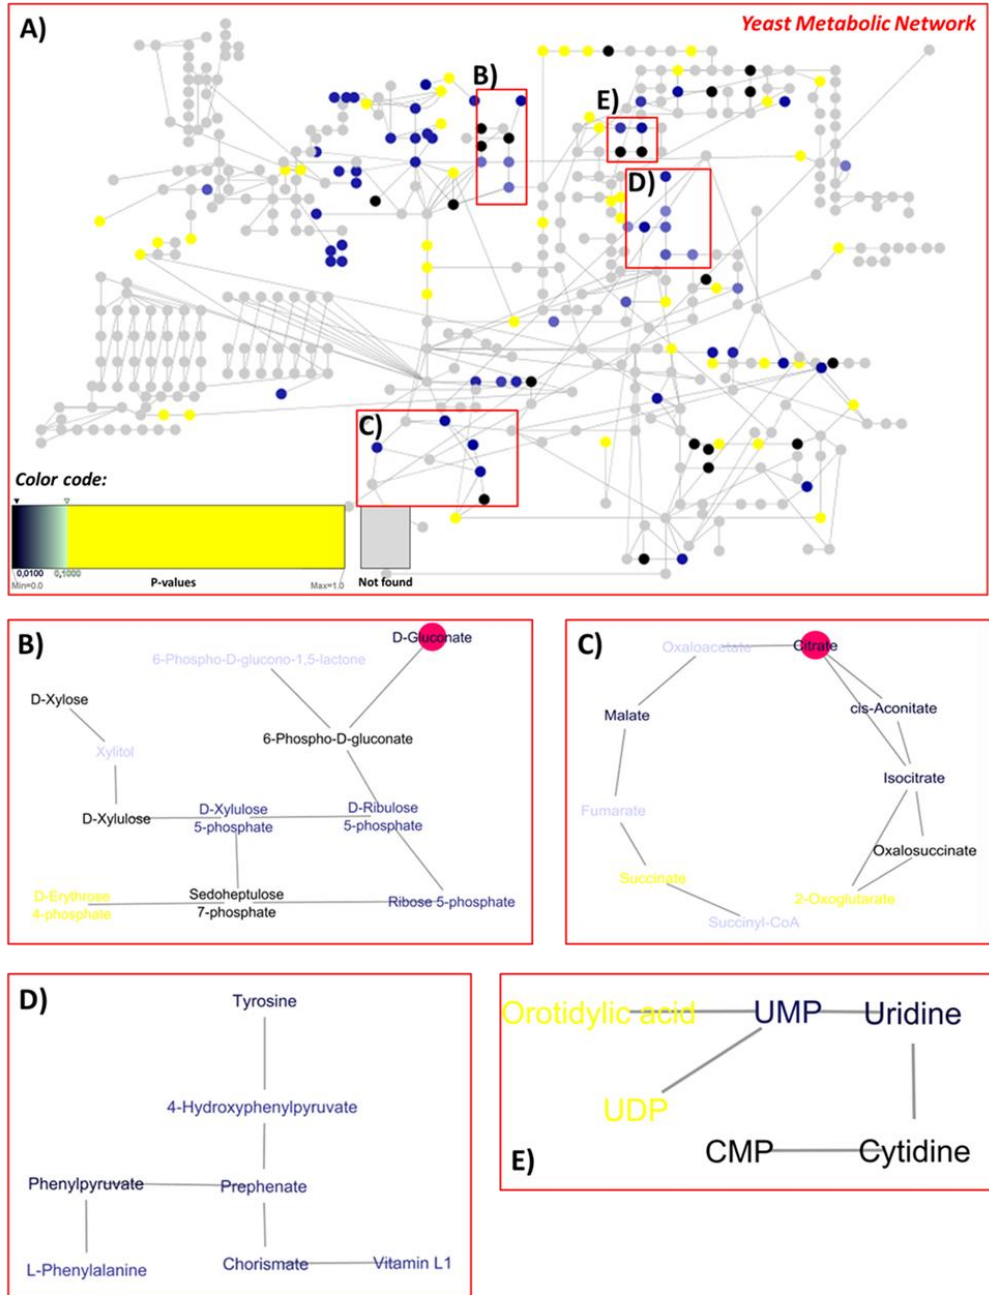 A)
Yeast Metabolic Network
B)
E)
D)
C)
Color code:
0,0100 0,1000
Min=0.0 P-values Max=1.0 Not found
B)
D-Gluconate
6-Phospho-D-glucono-1,5-lactone
D-Xylose
6-Phospho-D-gluconate
Xylitol
D-Xylulose
D-Xylulose
5-phosphate
D-Ribulose
5-phosphate
D-Erythrose
4-phosphate
Sedoheptulose
7-phosphate
Ribose 5-phosphate
C)
Oxaloacetate
Citrate
Malate
cis-Aconitate
Isocitrate
Fumarate
Oxalosuccinate
Succinate
2-Oxoglutarate
Succinyl-CoA
D)
Tyrosine
4-Hydroxyphenylpyruvate
Phenylpyruvate
Prephenate
L-Phenylalanine
Chorismate
Vitamin L1
Orotidylic acid
UMP
Uridine
UDP
CMP
Cytidine
E)